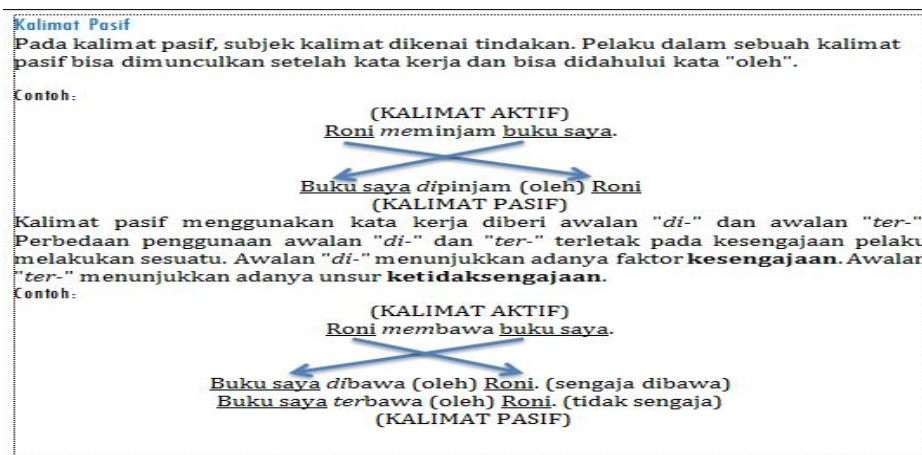 Kalimat Pasif
Pada kalimat pasif, subjek kalimat dikenai tindakan. Pelaku dalam sebuah kalimat
pasif bisa dimunculkan setelah kata kerja dan bisa didahului kata "oleh".
Contoh:
(KALIMAT AKTIF)
Roni meminjam buku saya.
Buku saya dipinjam (oleh) Roni
(KALIMAT PASIF)
Kalimat pasif menggunakan kata kerja diberi awalan "di-" dan awalan "ter-"
Perbedaan penggunaan awalan "di-" dan "ter-" terletak pada kesengajaan pelaku
melakukan sesuatu. Awalan "di-" menunjukkan adanya faktor kesengajaan. Awalan
"ter-" menunjukkan adanya unsur ketidaksengajaan.
Contoh:
(KALIMAT AKTIF)
Roni membawa buku saya.
Buku saya dibawa (oleh) Roni. (sengaja dibawa)
Buku saya terbawa (oleh) Roni. (tidak sengaja)
(KALIMAT PASIF)